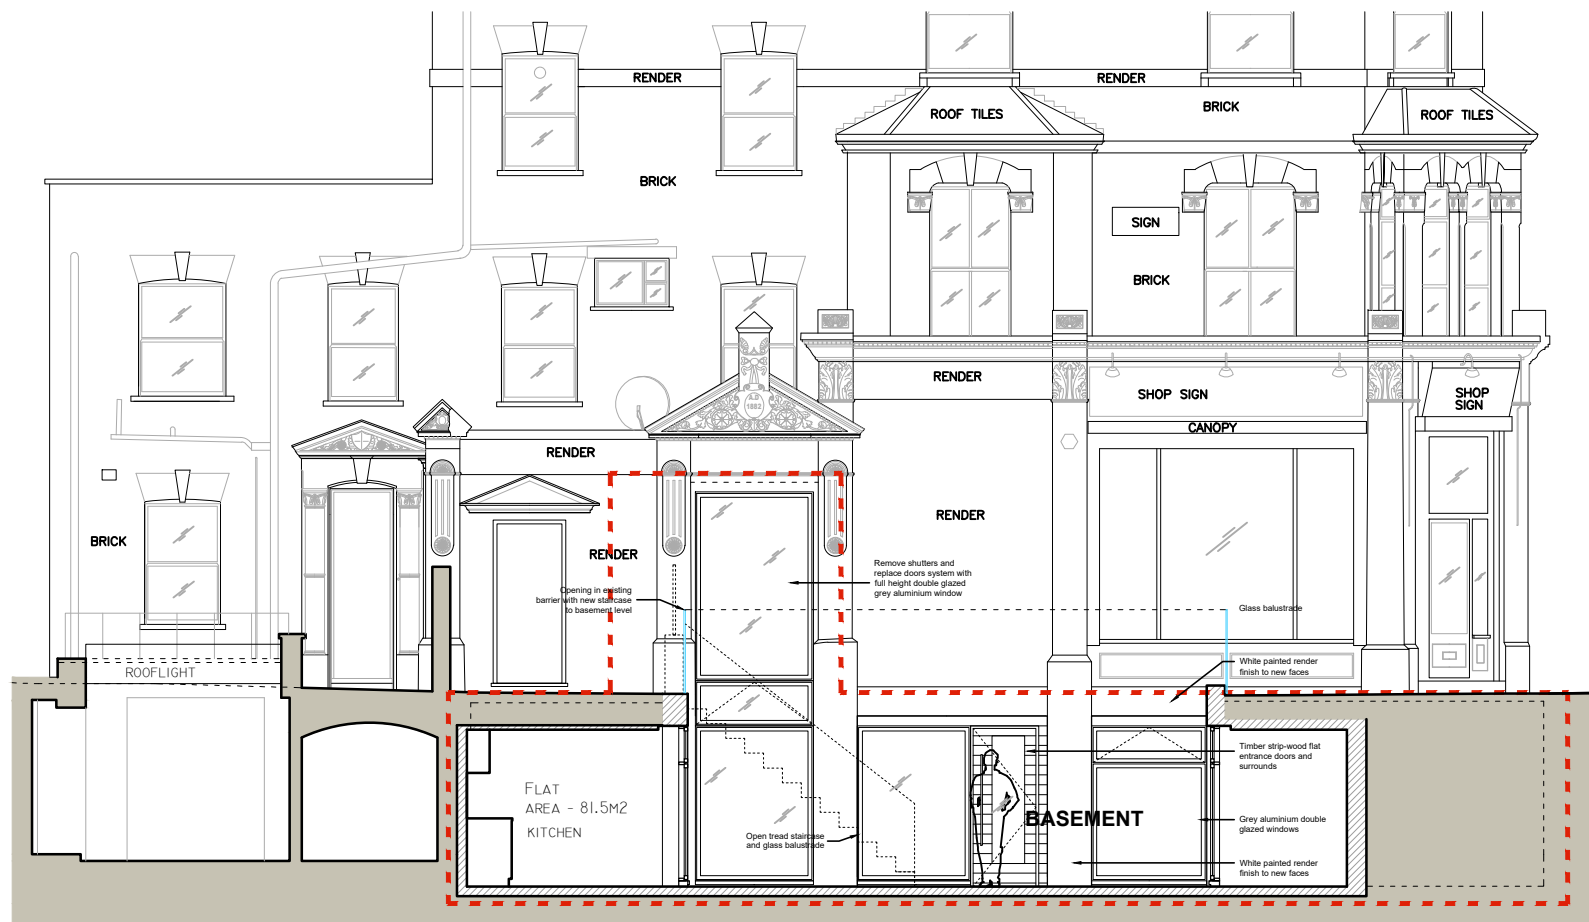 RENDER
RENDER
BRICK
ROOF TILES
ROOF TILES
BRICK
SIGN
BRICK
RENDER
SHOP SIGN
SHOP
SIGN
A.B
1882
CANOPY
RENDER
RENDER
BRICK
RENDER
Remove shutters and
replace doors system with
full height double glazed
grey aluminium window
Opening in existing
barrier with new staircase
to basement level
Glass balustrade
ROOFLIGHT
White painted render
finish to new faces
Timber strip-wood flat
entrance doors and
surrounds
FLAT
AREA - 81.5M2
KITCHEN
BASEMENT
Open tread staircase
and glass balustrade
Grey aluminium double
glazed windows
White painted render
finish to new faces